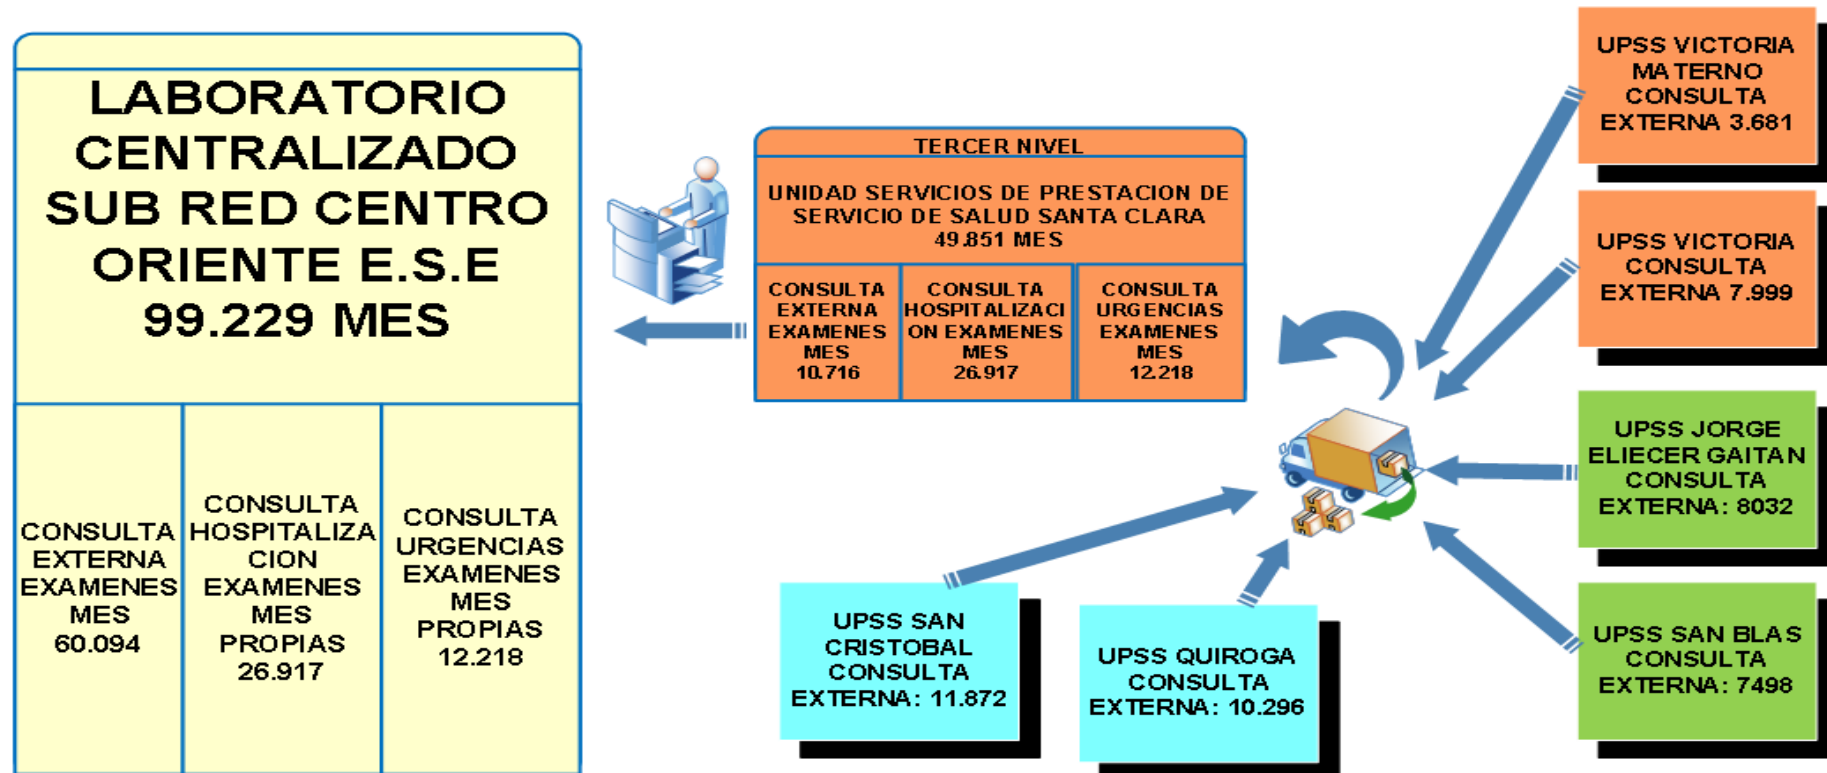 LABORATORIO
CENTRALIZADO
SUB RED CENTRO
ORIENTE E.S.E
99.229 MES
CONSULTA
EXTERNA
EXAMENES
MES
60.094
CONSULTA
HOSPITALIZA
CION
EXAMENES
MES
PROPIAS
26.917
CONSULTA
URGENCIAS
EXAMENES
MES
PROPIAS
12.218
TERCER NIVEL
UNIDAD SERVICIOS DE PRESTACION DE
SERVICIO DE SALUD SANTA CLARA
49.851 MES
CONSULTA
EXTERNA
EXAMENES
MES
10.716
CONSULTA
HOSPITALIZACI
ON EXAMENES
MES
26.917
CONSULTA
URGENCIAS
EXAMENES
MES
12.218
UPSS VICTORIA
MATERNO
CONSULTA
EXTERNA 3.681
UPSS VICTORIA
CONSULTA
EXTERNA 7.999
UPSS JORGE
ELIECER GAITAN
CONSULTA
EXTERNA: 8032
UPSS SAN BLAS
CONSULTA
EXTERNA: 7498
UPSS SAN
CRISTOBAL
CONSULTA
EXTERNA: 11.872
UPSS QUIROGA
CONSULTA
EXTERNA: 10.296